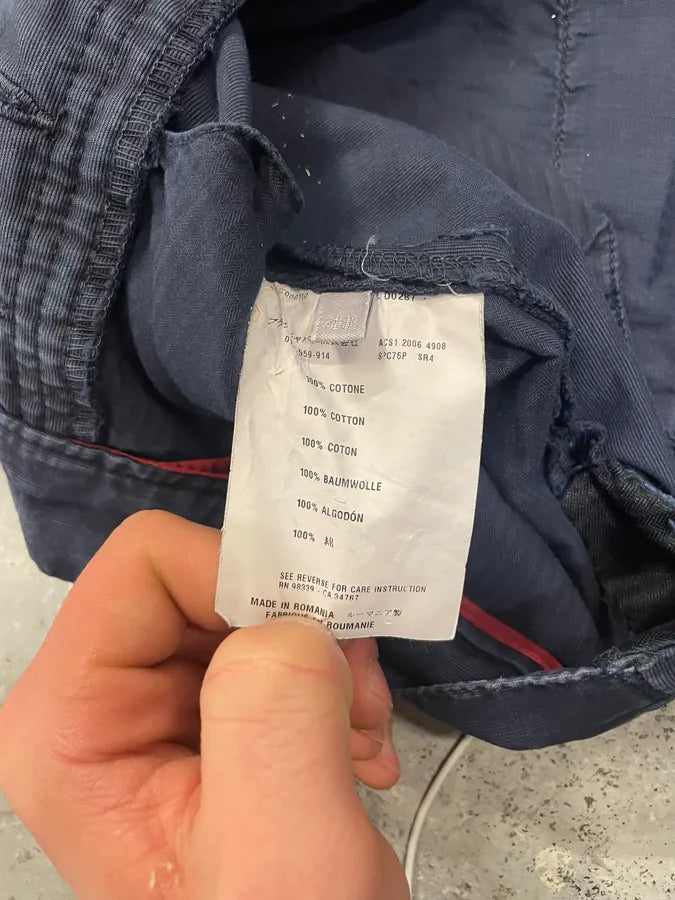 D0287
ACS1 2006 4908
559-914 SPC76P SR4
100% COTONE
100% COTTON
100% COTON
100% BAUMWOLLE
100% ALGODÓN
100% 綿
SEE REVERSE FOR CARE INSTRUCTION
RN 98339 - CA 34767
MADE IN ROMANIA ルーマニア製
FABRIQUE EN ROUMANIE